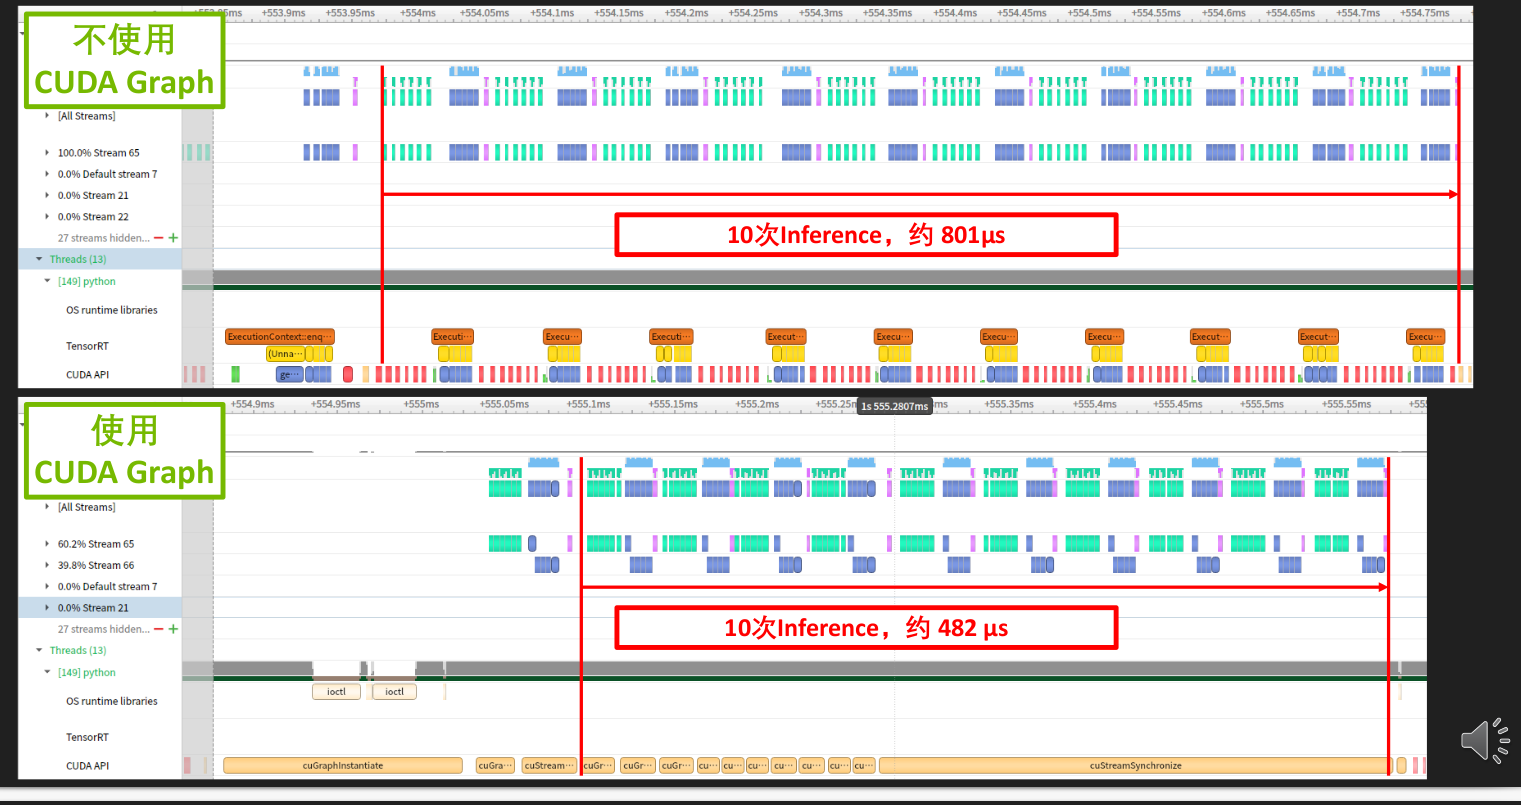 不使用
CUDA Graph
+553.9ms +553.95ms +554ms +554.05ms +554.1ms +554.15ms +554.2ms +554.25ms +554.3ms +554.35ms +554.4ms +554.45ms +554.5ms +554.55ms +554.6ms +554.65ms +554.7ms +554.75ms
[All Streams]
100.0% Stream 65
0.0% Default stream 7
0.0% Stream 21
0.0% Stream 22
27 streams hidden... − +
10次Inference，约 801μs
Threads (13)
[149] python
OS runtime libraries
TensorRT
ExecutionContext::enq··· Executi··· Execu··· Executi··· Execut··· Execu··· Execu··· Execu··· Execut··· Execut··· Execu···
(Unna···
CUDA API
ge···
使用
CUDA Graph
+554.9ms +554.95ms +555ms +555.05ms +555.1ms +555.15ms +555.2ms 1s 555.2807ms +555.35ms +555.4ms +555.45ms +555.5ms +555.55ms
[All Streams]
60.2% Stream 65
39.8% Stream 66
0.0% Default stream 7
0.0% Stream 21
27 streams hidden... − +
10次Inference，约 482 μs
Threads (13)
[149] python
ioctl ioctl
OS runtime libraries
TensorRT
CUDA API
cuGraphInstantiate cuGra··· cuStream··· cuGr··· cuGr··· cuGr··· cu··· cu··· cu··· cu··· cu··· cu··· cu··· cuStreamSynchronize